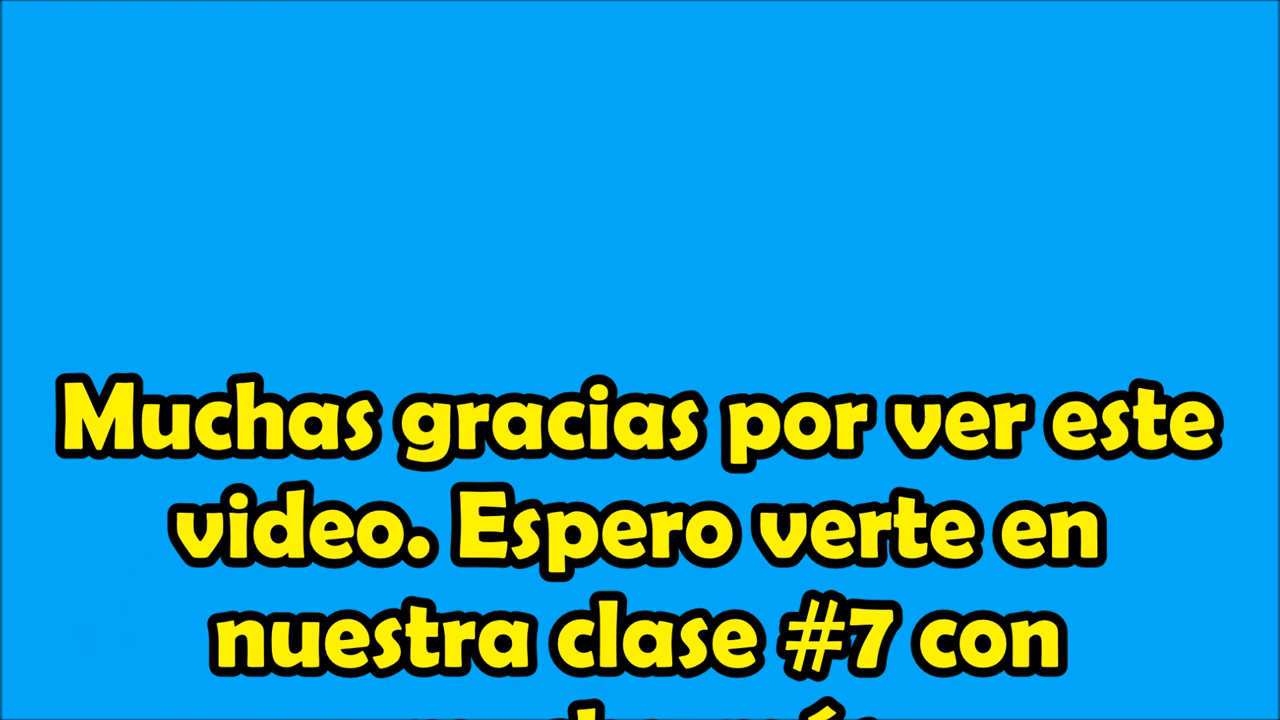 Muchas gracias por ver este
video. Espero verte en
nuestra clase #7 con